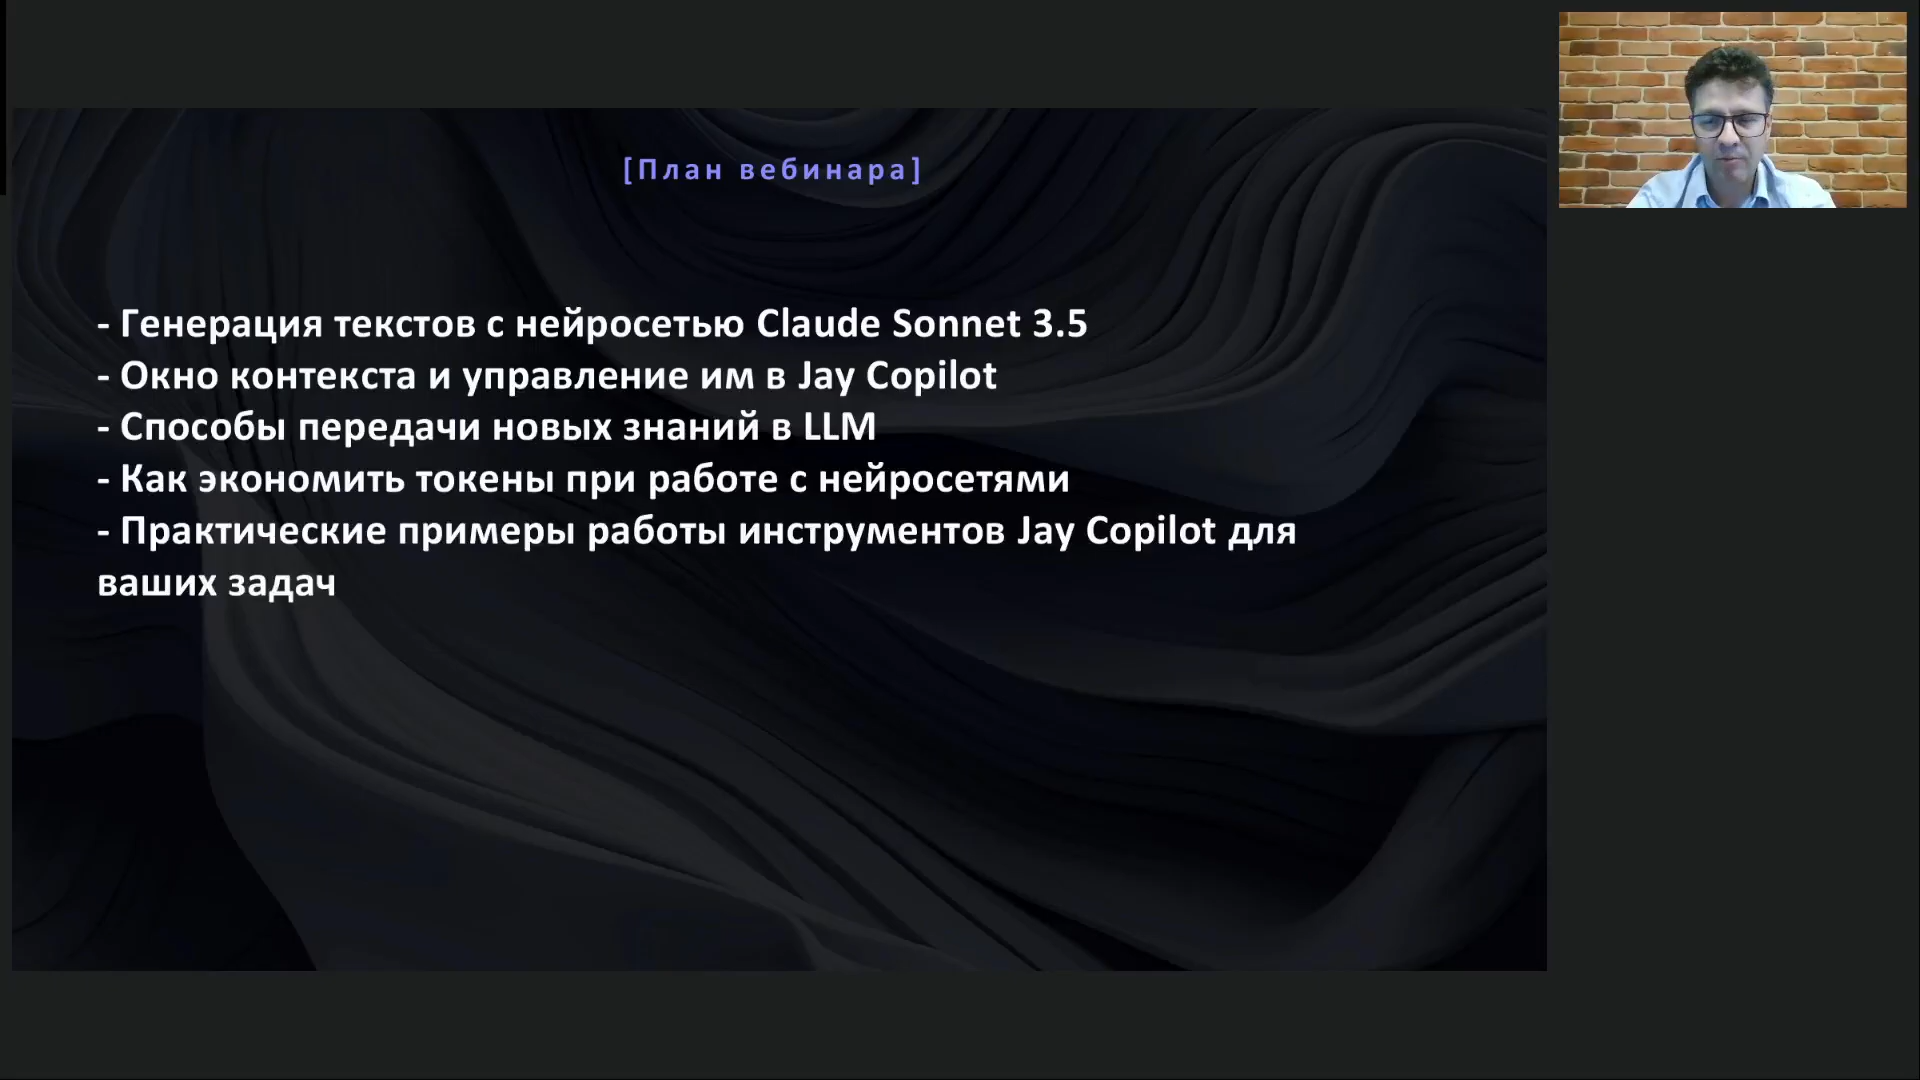 [План вебинара]
- Генерация текстов с нейросетью Claude Sonnet 3.5
- Окно контекста и управление им в Jay Copilot
- Способы передачи новых знаний в LLM
- Как экономить токены при работе с нейросетями
- Практические примеры работы инструментов Jay Copilot для
ваших задач